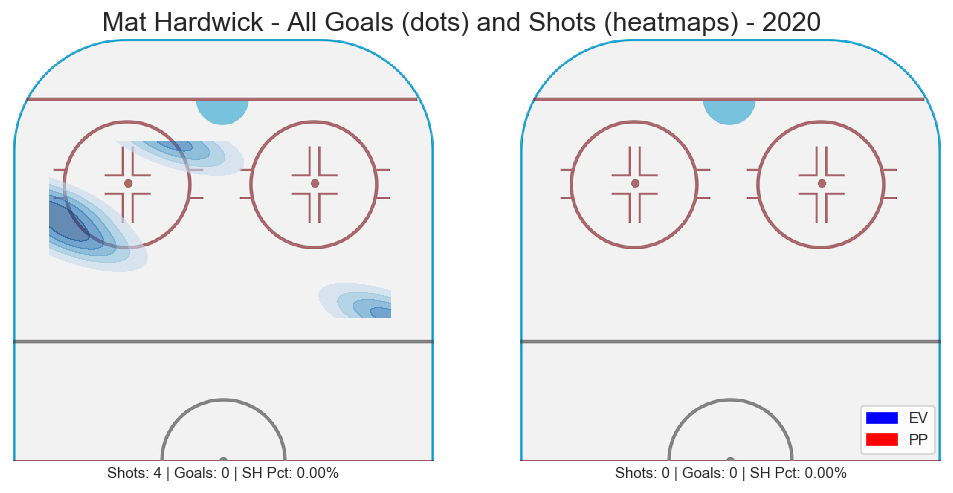 Mat Hardwick - All Goals (dots) and Shots (heatmaps) - 2020
EV
PP
Shots: 4 | Goals: 0 | SH Pct: 0.00%
Shots: 0 | Goals: 0 | SH Pct: 0.00%